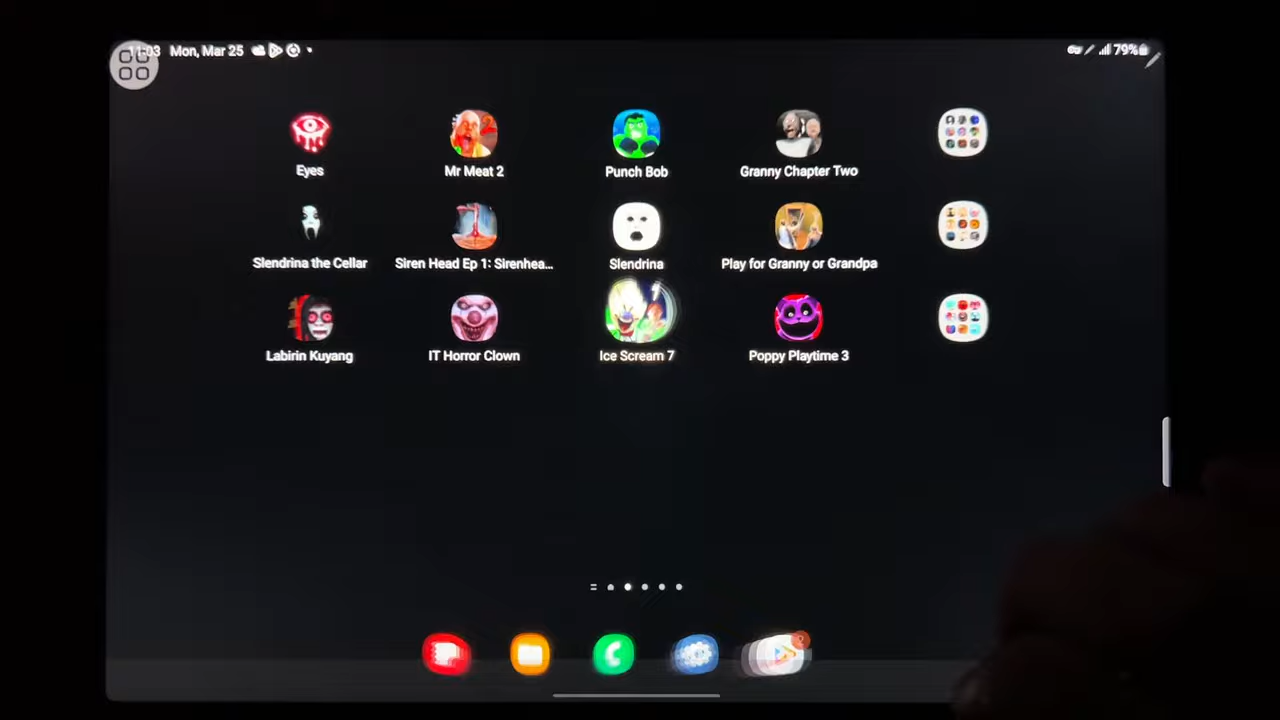 11:03 Mon, Mar 25
79%
Eyes
Mr Meat 2
Punch Bob
Granny Chapter Two
Slendrina the Cellar
Siren Head Ep 1: Sirenhea...
Slendrina
Play for Granny or Grandpa
Labirin Kuyang
IT Horror Clown
Ice Scream 7
Poppy Playtime 3